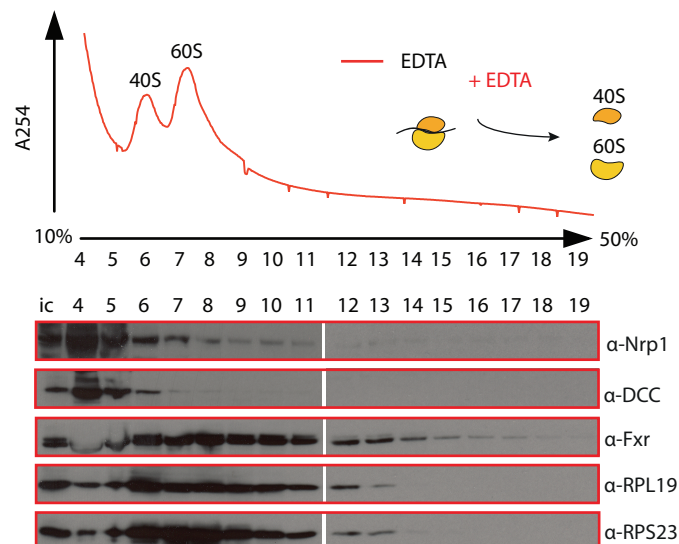 60S
40S
EDTA
+ EDTA
40S
60S
A254
10%
50%
4 5 6 7 8 9 10 11 12 13 14 15 16 17 18 19
ic 4 5 6 7 8 9 10 11 12 13 14 15 16 17 18 19
α-Nrp1
α-DCC
α-Fxr
α-RPL19
α-RPS23